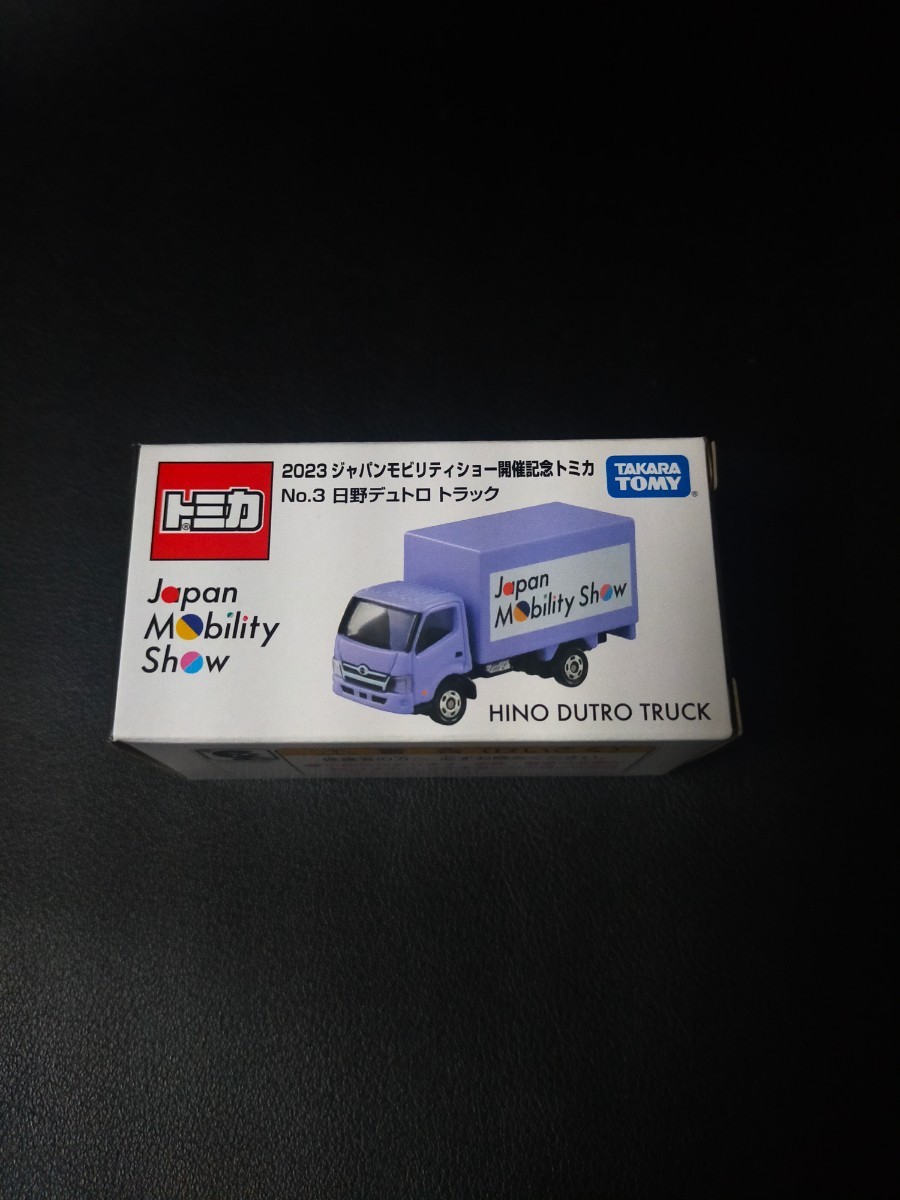 トミカ
®
2023 ジャパンモビリティショー開催記念トミカ
No.3 日野デュトロ トラック
TAKARA
TOMY
®
Japan
Mobility
Show
Japan
Mobility Show
HINO DUTRO TRUCK